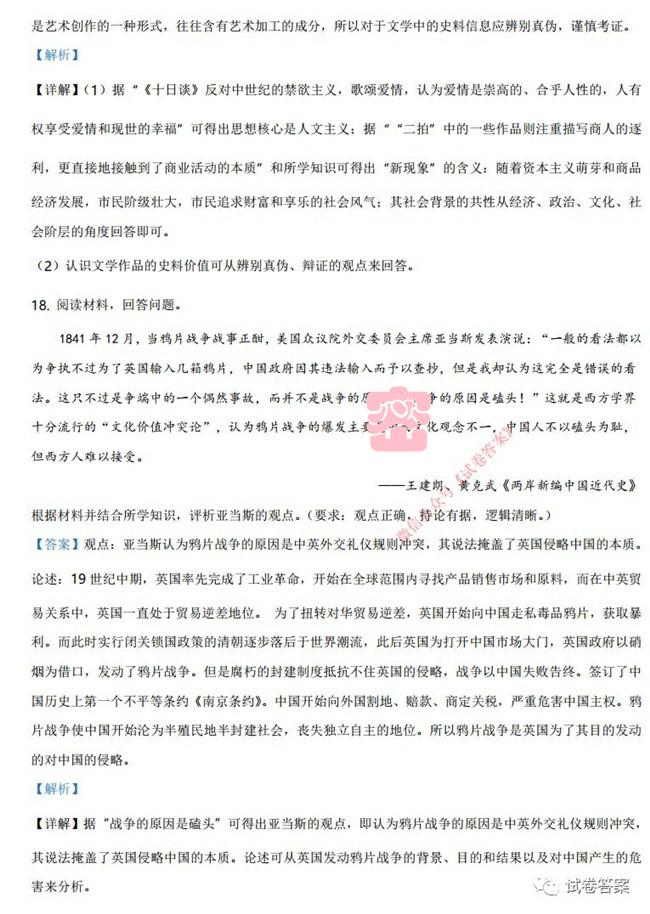 是艺术创作的一种形式，往往含有艺术加工的成分，所以对于文学中的史料信息应辨别真伪，谨慎考证。
【解析】
【详解】（1）据“《十日谈》反对中世纪的禁欲主义，歌颂爱情，认为爱情是崇高的、合乎人性的，人有
权享受爱情和现世的幸福”可得出思想核心是人文主义；据““二拍”中的一些作品则注重描写商人的逐
利，更直接地接触到了商业活动的本质”和所学知识可得出“新现象”的含义：随着资本主义萌芽和商品
经济发展，市民阶级壮大，市民追求财富和享乐的社会风气；其社会背景的共性从经济、政治、文化、社
会阶层的角度回答即可。
（2）认识文学作品的史料价值可从辨别真伪、辩证的观点来回答。
18. 阅读材料，回答问题。
1841 年 12 月，当鸦片战争战事正酣，美国众议院外交委员会主席亚当斯发表演说：“一般的看法都以
为争执不过为了英国输入几箱鸦片，中国政府因其违法输入而予以查抄，但是我却认为这完全是错误的看
法。这只不过是争端中的一个偶然事故，而并不是战争的原 争的原因是磕头！”这就是西方学界
十分流行的“文化价值冲突论”，认为鸦片战争的爆发主要 文化观念不一，中国人不以磕头为耻，
但西方人难以接受。
——王建朗、黄克武《两岸新编中国近代史》
微信公众号《试卷答案》
根据材料并结合所学知识，评析亚当斯的观点。（要求：观点正确，持论有据，逻辑清晰。）
【答案】观点：亚当斯认为鸦片战争的原因是中英外交礼仪规则冲突，其说法掩盖了英国侵略中国的本质。
论述：19 世纪中期，英国率先完成了工业革命，开始在全球范围内寻找产品销售市场和原料，而在中英贸
易关系中，英国一直处于贸易逆差地位。 为了扭转对华贸易逆差，英国开始向中国走私毒品鸦片，获取暴
利。而此时实行闭关锁国政策的清朝逐步落后于世界潮流，此后英国为打开中国市场大门，英国政府以硝
烟为借口，发动了鸦片战争。但是腐朽的封建制度抵抗不住英国的侵略，战争以中国失败告终。签订了中
国历史上第一个不平等条约《南京条约》。中国开始向外国割地、赔款、商定关税，严重危害中国主权。鸦
片战争使中国开始沦为半殖民地半封建社会，丧失独立自主的地位。所以鸦片战争是英国为了其目的发动
的对中国的侵略。
【解析】
【详解】据“战争的原因是磕头”可得出亚当斯的观点，即认为鸦片战争的原因是中英外交礼仪规则冲突，
其说法掩盖了英国侵略中国的本质。论述可从英国发动鸦片战争的背景、目的和结果以及对中国产生的危
害来分析。
试卷答案